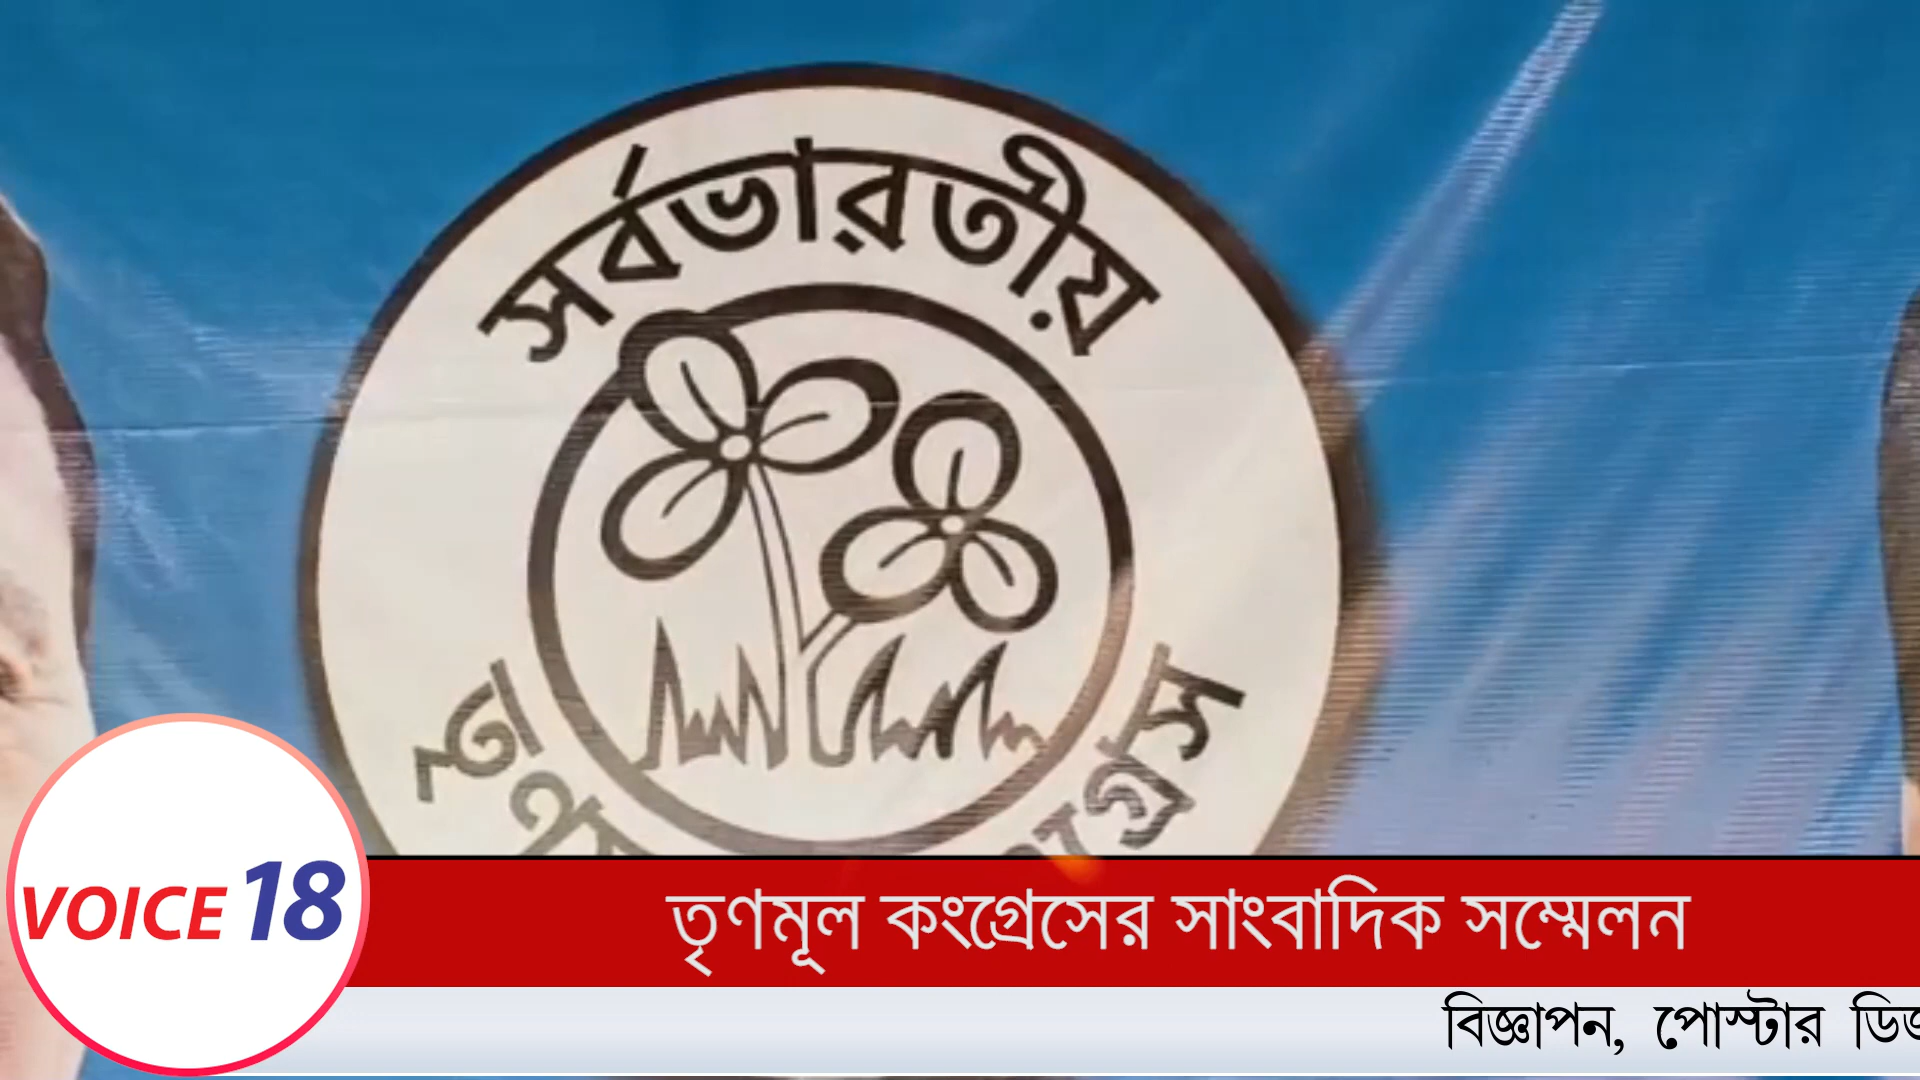 সর্বভারতীয়
VOICE 18
তৃণমূল কংগ্রেসের সাংবাদিক সম্মেলন
বিজ্ঞাপন, পোস্টার